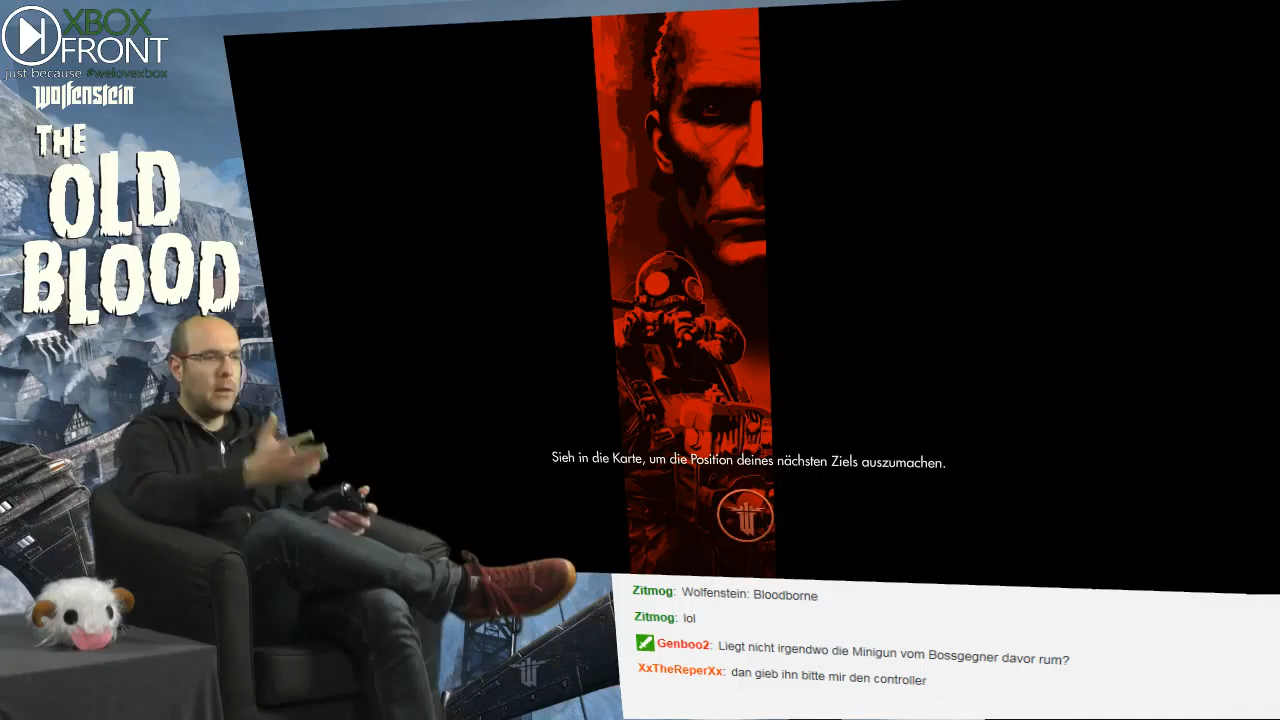 XBOX
FRONT
just because #welovexbox
Wolfenstein
THE
OLD
BLOOD
Sieh in die Karte, um die Position deines nächsten Ziels auszumachen.
Zitmog: Wolfenstein: Bloodborne
Zitmog: lol
Genboo2: Liegt nicht irgendwo die Minigun vom Bossgegner davor rum?
XxTheReperXx: dan gieb ihn bitte mir den controller